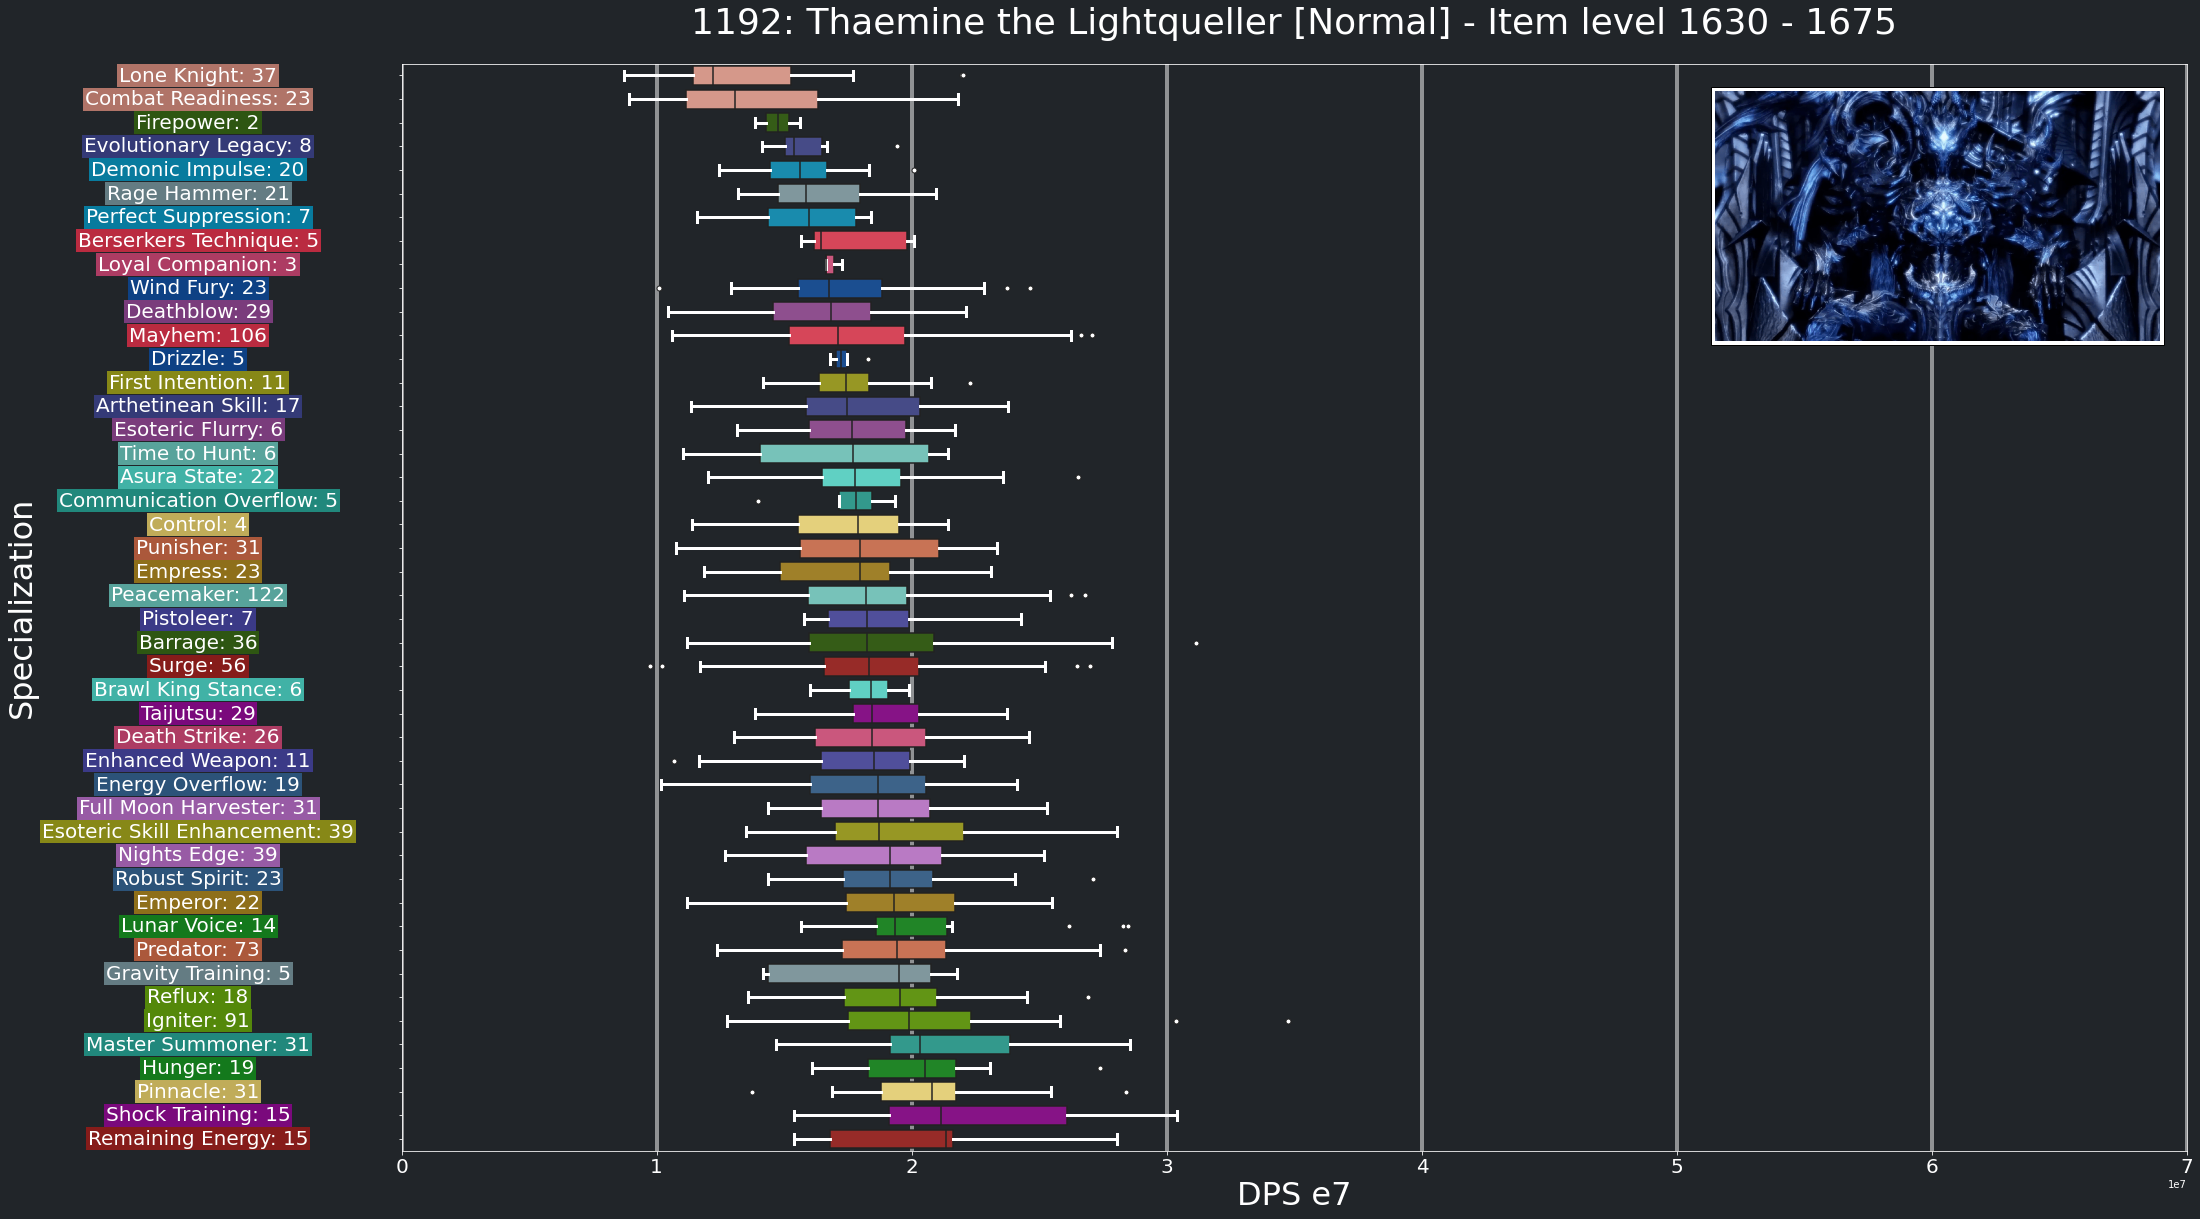 1192: Thaemine the Lightqueller [Normal] - Item level 1630 - 1675
Specialization
Lone Knight: 37
Combat Readiness: 23
Firepower: 2
Evolutionary Legacy: 8
Demonic Impulse: 20
Rage Hammer: 21
Perfect Suppression: 7
Berserkers Technique: 5
Loyal Companion: 3
Wind Fury: 23
Deathblow: 29
Mayhem: 106
Drizzle: 5
First Intention: 11
Arthetinean Skill: 17
Esoteric Flurry: 6
Time to Hunt: 6
Asura State: 22
Communication Overflow: 5
Control: 4
Punisher: 31
Empress: 23
Peacemaker: 122
Pistoleer: 7
Barrage: 36
Surge: 56
Brawl King Stance: 6
Taijutsu: 29
Death Strike: 26
Enhanced Weapon: 11
Energy Overflow: 19
Full Moon Harvester: 31
Esoteric Skill Enhancement: 39
Nights Edge: 39
Robust Spirit: 23
Emperor: 22
Lunar Voice: 14
Predator: 73
Gravity Training: 5
Reflux: 18
Igniter: 91
Master Summoner: 31
Hunger: 19
Pinnacle: 31
Shock Training: 15
Remaining Energy: 15
0 1 2 3 4 5 6 7
1e7
DPS e7